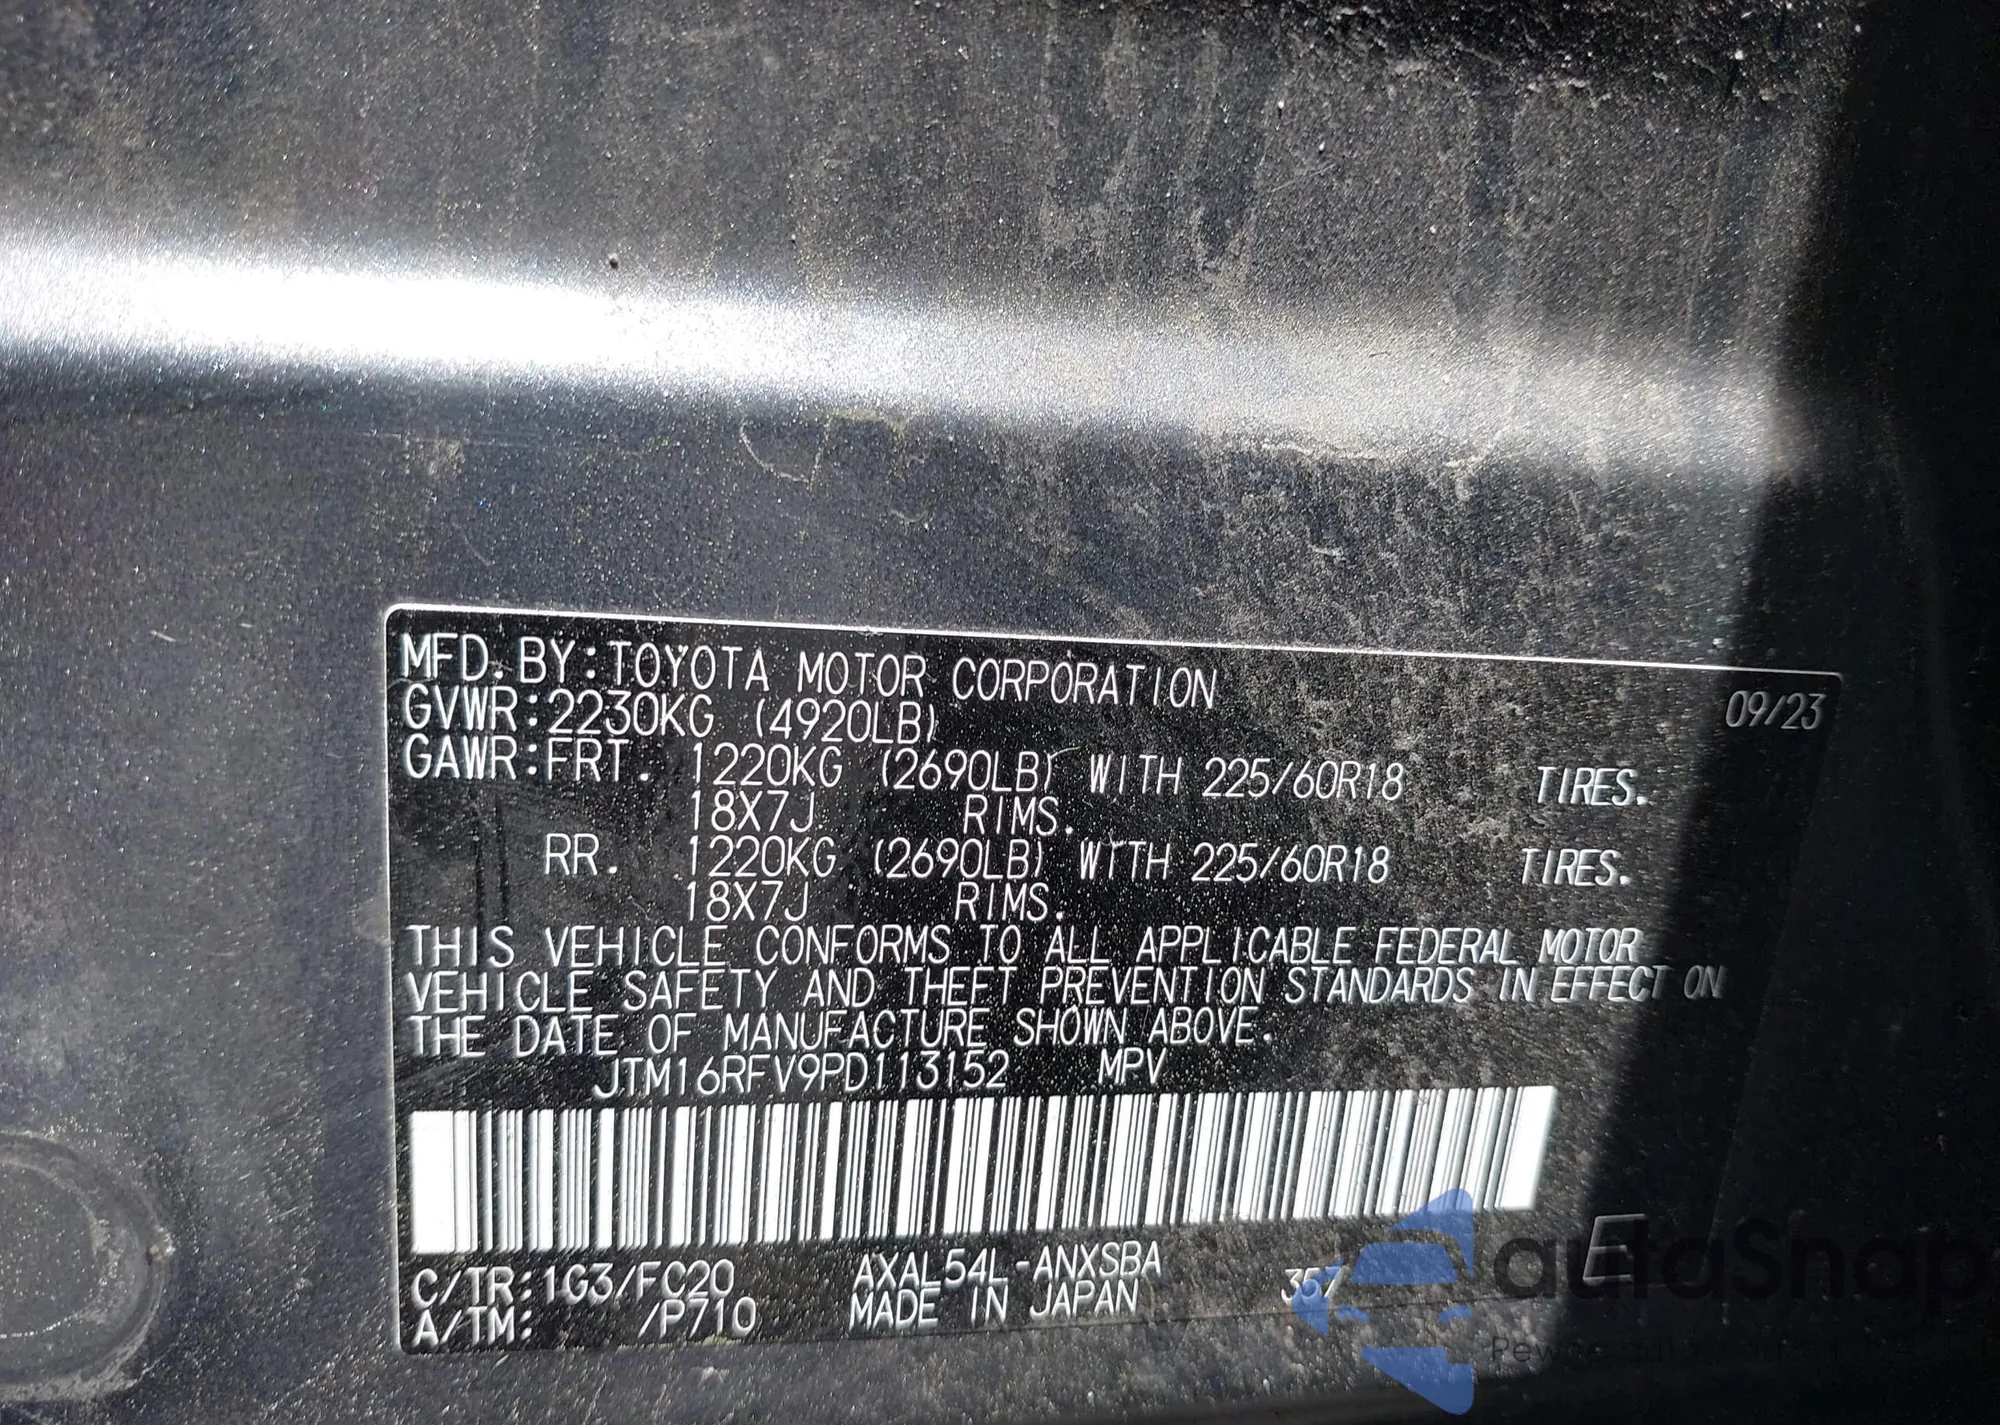 MFD. BY:TOYOTA MOTOR CORPORATION 09/23
GVWR:2230KG (4920LB)
GAWR:FRT. 1220KG (2690LB) WITH 225/60R18 TIRES.
18X7J RIMS.
RR. 1220KG (2690LB) WITH 225/60R18 TIRES.
18X7J RIMS.
THIS VEHICLE CONFORMS TO ALL APPLICABLE FEDERAL MOTOR
VEHICLE SAFETY AND THEFT PREVENTION STANDARDS IN EFFECT ON
THE DATE OF MANUFACTURE SHOWN ABOVE.
JTM16RFV9PD113152 MPV
C/TR:1G3/FC20 AXAL54L-ANXSBA 357 E
A/TM: /P710 MADE IN JAPAN
autoSnap